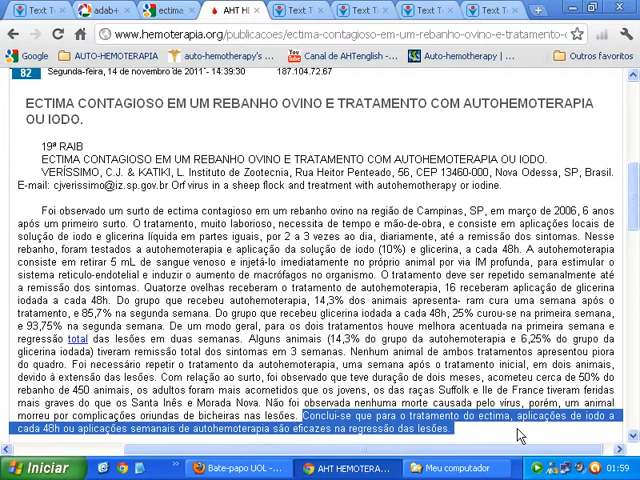 Text T
adab+
ectima
AHT HE
Text T
Text T
Text T
Text T
www.hemoterapia.org/publicacoes/ectima-contagioso-em-um-rebanho-ovino-e-tratamento-com-
Google
AUTO-HEMOTERAPIA
auto-hemotherapy's ...
Canal de AHTenglish - ...
Auto-hemoterapia | ...
Outros favoritos
82 Segunda-feira, 14 de novembro de 2011 - 14:39:30 187.104.72.67
ECTIMA CONTAGIOSO EM UM REBANHO OVINO E TRATAMENTO COM AUTOHEMOTERAPIA
OU IODO.
19ª RAIB
ECTIMA CONTAGIOSO EM UM REBANHO OVINO E TRATAMENTO COM AUTOHEMOTERAPIA OU IODO.
VERÍSSIMO, C.J. & KATIKI, L. Instituto de Zootecnia, Rua Heitor Penteado, 56, CEP 13460-000, Nova Odessa, SP, Brasil.
E-mail: cjverissimo@iz.sp.gov.br Orf virus in a sheep flock and treatment with autohemotherapy or iodine.
Foi observado um surto de ectima contagioso em um rebanho ovino na região de Campinas, SP, em março de 2006, 6 anos
após um primeiro surto. O tratamento, muito laborioso, necessita de tempo e mão-de-obra, e consiste em aplicações locais de
solução de iodo e glicerina líquida em partes iguais, por 2 a 3 vezes ao dia, diariamente, até a remissão dos sintomas. Nesse
rebanho, foram testados a autohemoterapia e aplicação da solução de iodo (10%) e glicerina, a cada 48h. A autohemoterapia
consiste em retirar 5 mL de sangue venoso e injetá-lo imediatamente no próprio animal por via IM profunda, para estimular o
sistema reticulo-endotelial e induzir o aumento de macrófagos no organismo. O tratamento deve ser repetido semanalmente até
a remissão dos sintomas. Quatorze ovelhas receberam o tratamento de autohemoterapia, 16 receberam aplicação de glicerina
iodada a cada 48h. Do grupo que recebeu autohemoterapia, 14,3% dos animais apresenta- ram cura uma semana após o
tratamento, e 85,7% na segunda semana. Do grupo que recebeu glicerina iodada a cada 48h, 25% curou-se na primeira semana,
e 93,75% na segunda semana. De um modo geral, para os dois tratamentos houve melhora acentuada na primeira semana e
regressão total das lesões em duas semanas. Alguns animais (14,3% do grupo da autohemoterapia e 6,25% do grupo da
glicerina iodada) tiveram remissão total dos sintomas em 3 semanas. Nenhum animal de ambos tratamentos apresentou piora
do quadro. Foi necessário repetir o tratamento da autohemoterapia, uma semana após o tratamento inicial, em dois animais,
devido à extensão das lesões. Com relação ao surto, foi observado que teve duração de dois meses, acometeu cerca de 50% do
rebanho de 450 animais, os adultos foram mais acometidos que os jovens, os das raças Suffolk e Ile de France tiveram feridas
mais graves do que os Santa Inês e Morada Nova. Não foi observada nenhuma morte causada pelo vírus, porém, um animal
morreu por complicações oriundas de bicheiras nas lesões. Conclui-se que para o tratamento do ectima, aplicações de iodo a
cada 48h ou aplicações semanais de autohemoterapia são eficazes na regressão das lesões.
Iniciar
Bate-papo UOL - ...
AHT HEMOTERA...
Meu computador
01:59